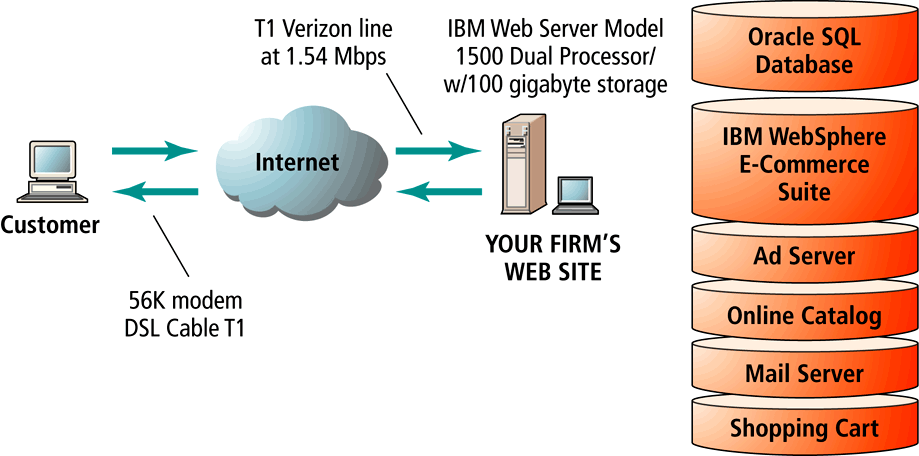 T1 Verizon line
at 1.54 Mbps
IBM Web Server Model
1500 Dual Processor/
w/100 gigabyte storage
Internet
Customer
56K modem
DSL Cable T1
YOUR FIRM'S
WEB SITE
Oracle SQL
Database
IBM WebSphere
E-Commerce
Suite
Ad Server
Online Catalog
Mail Server
Shopping Cart